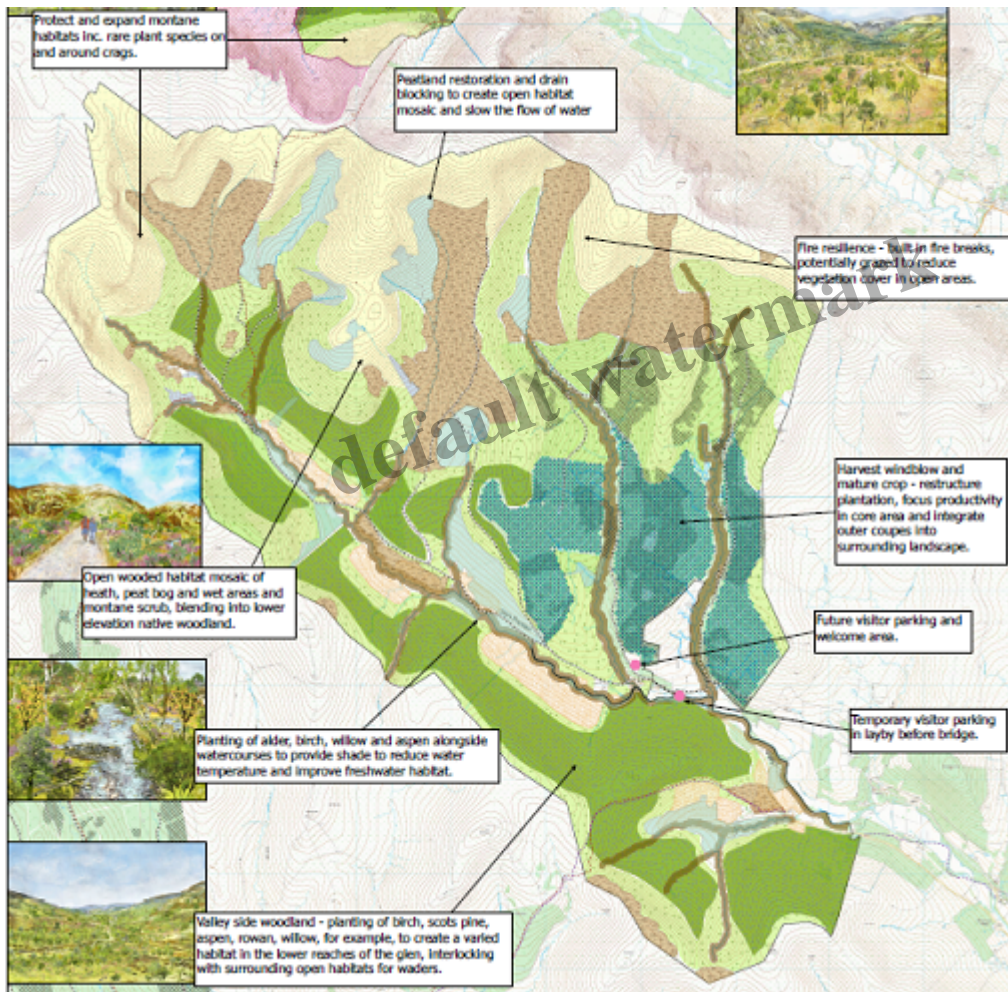 Protect and expand montane
habitats inc. rare plant species on
and around crags.
Peatland restoration and drain
blocking to create open habitat
mosaic and slow the flow of water
Fire resilience - built-in fire breaks,
potentially grazed to reduce
vegetation cover in open areas.
default watermark
Harvest windblow and
mature crop - restructure
plantation, focus productivity
in core area and integrate
outer coupes into
surrounding landscape.
Open wooded habitat mosaic of
heath, peat bog and wet areas and
montane scrub, blending into lower
elevation native woodland.
Future visitor parking and
welcome area.
Temporary visitor parking
in layby before bridge.
Planting of alder, birch, willow and aspen alongside
watercourses to provide shade to reduce water
temperature and improve freshwater habitat.
Valley side woodland - planting of birch, scots pine,
aspen, rowan, willow, for example, to create a varied
habitat in the lower reaches of the glen, interlocking
with surrounding open habitats for waders.